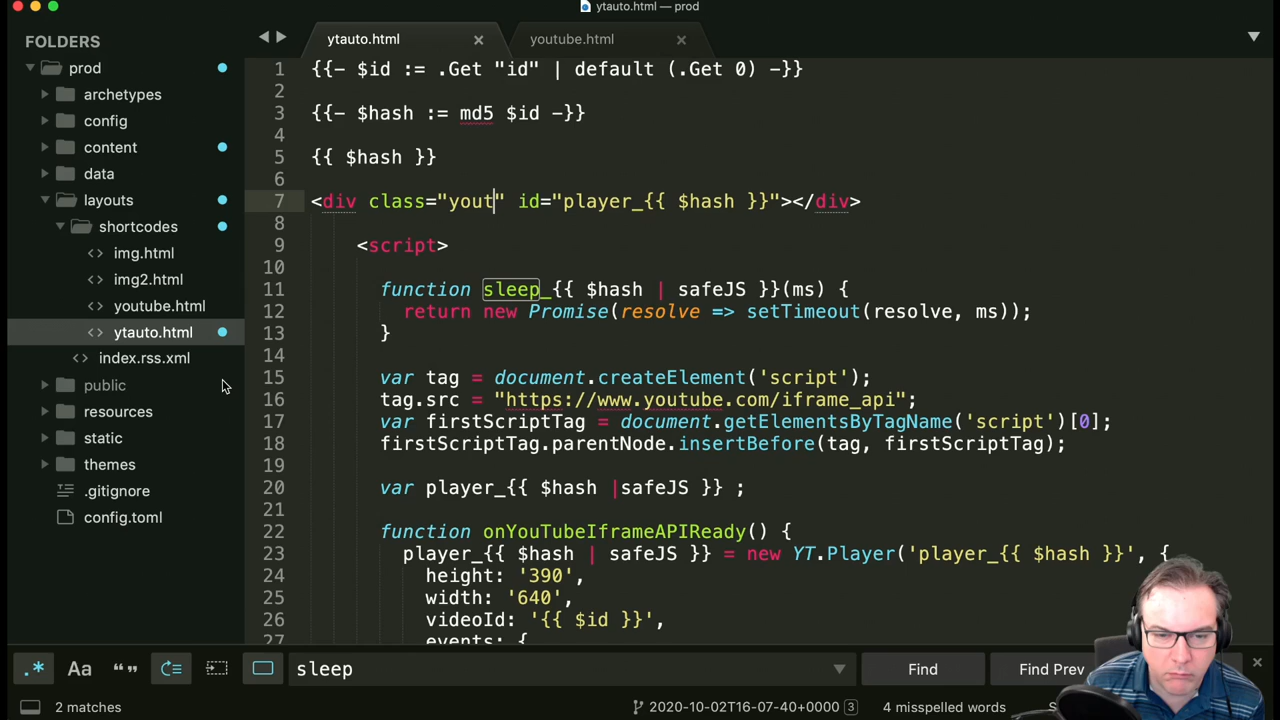 ytauto.html — prod
FOLDERS
prod
archetypes
config
content
data
layouts
shortcodes
<> img.html
<> img2.html
<> youtube.html
<> ytauto.html
<> index.rss.xml
public
resources
static
themes
.gitignore
config.toml
ytauto.html × youtube.html ×
1 {{- $id := .Get "id" | default (.Get 0) -}}
2
3 {{- $hash := md5 $id -}}
4
5 {{ $hash }}
6
7 <div class="yout" id="player_{{ $hash }}"></div>
8
9 <script>
10
11 function sleep_{{ $hash | safeJS }}(ms) {
12 return new Promise(resolve => setTimeout(resolve, ms));
13 }
14
15 var tag = document.createElement('script');
16 tag.src = "https://www.youtube.com/iframe_api";
17 var firstScriptTag = document.getElementsByTagName('script')[0];
18 firstScriptTag.parentNode.insertBefore(tag, firstScriptTag);
19
20 var player_{{ $hash |safeJS }} ;
21
22 function onYouTubeIframeAPIReady() {
23 player_{{ $hash | safeJS }} = new YT.Player('player_{{ $hash }}', {
24 height: '390',
25 width: '640',
26 videoId: '{{ $id }}',
27 events: {
.* Aa “” sleep Find Find Prev
2 matches 2020-10-02T16-07-40+0000 3 4 misspelled words